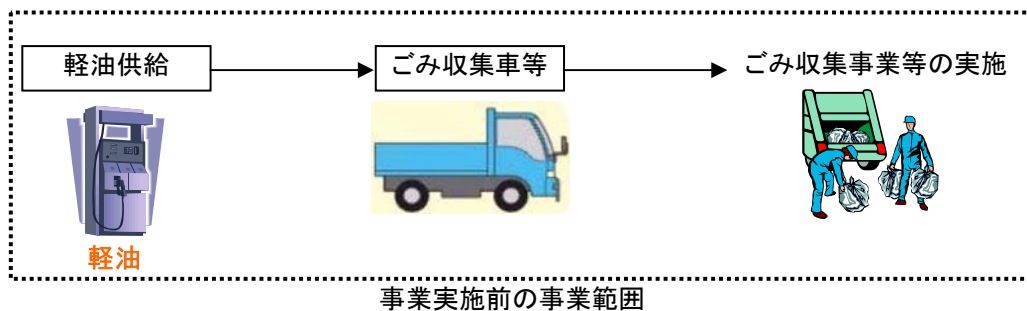 軽油供給
ごみ収集車等
ごみ収集事業等の実施
軽油
事業実施前の事業範囲